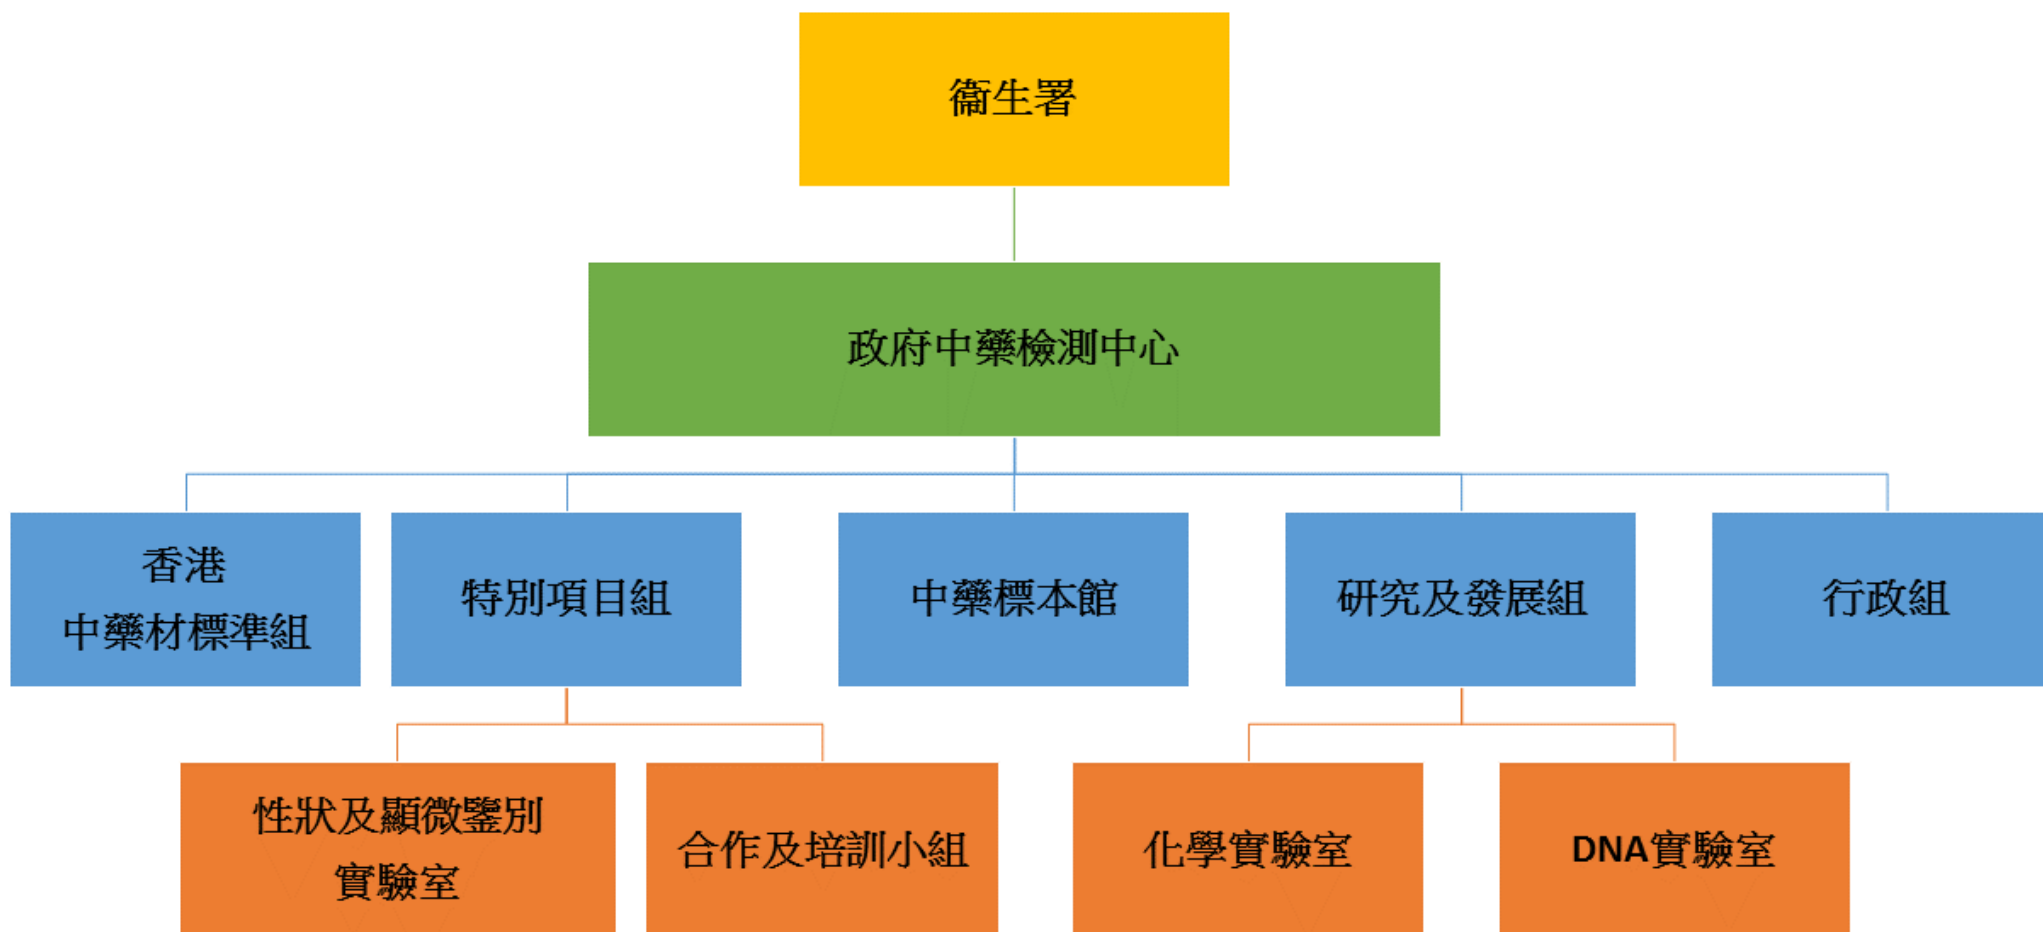 衞生署
政府中藥檢測中心
香港
中藥材標準組
特別項目組
中藥標本館
研究及發展組
行政組
性狀及顯微鑒別
實驗室
合作及培訓小組
化學實驗室
DNA實驗室